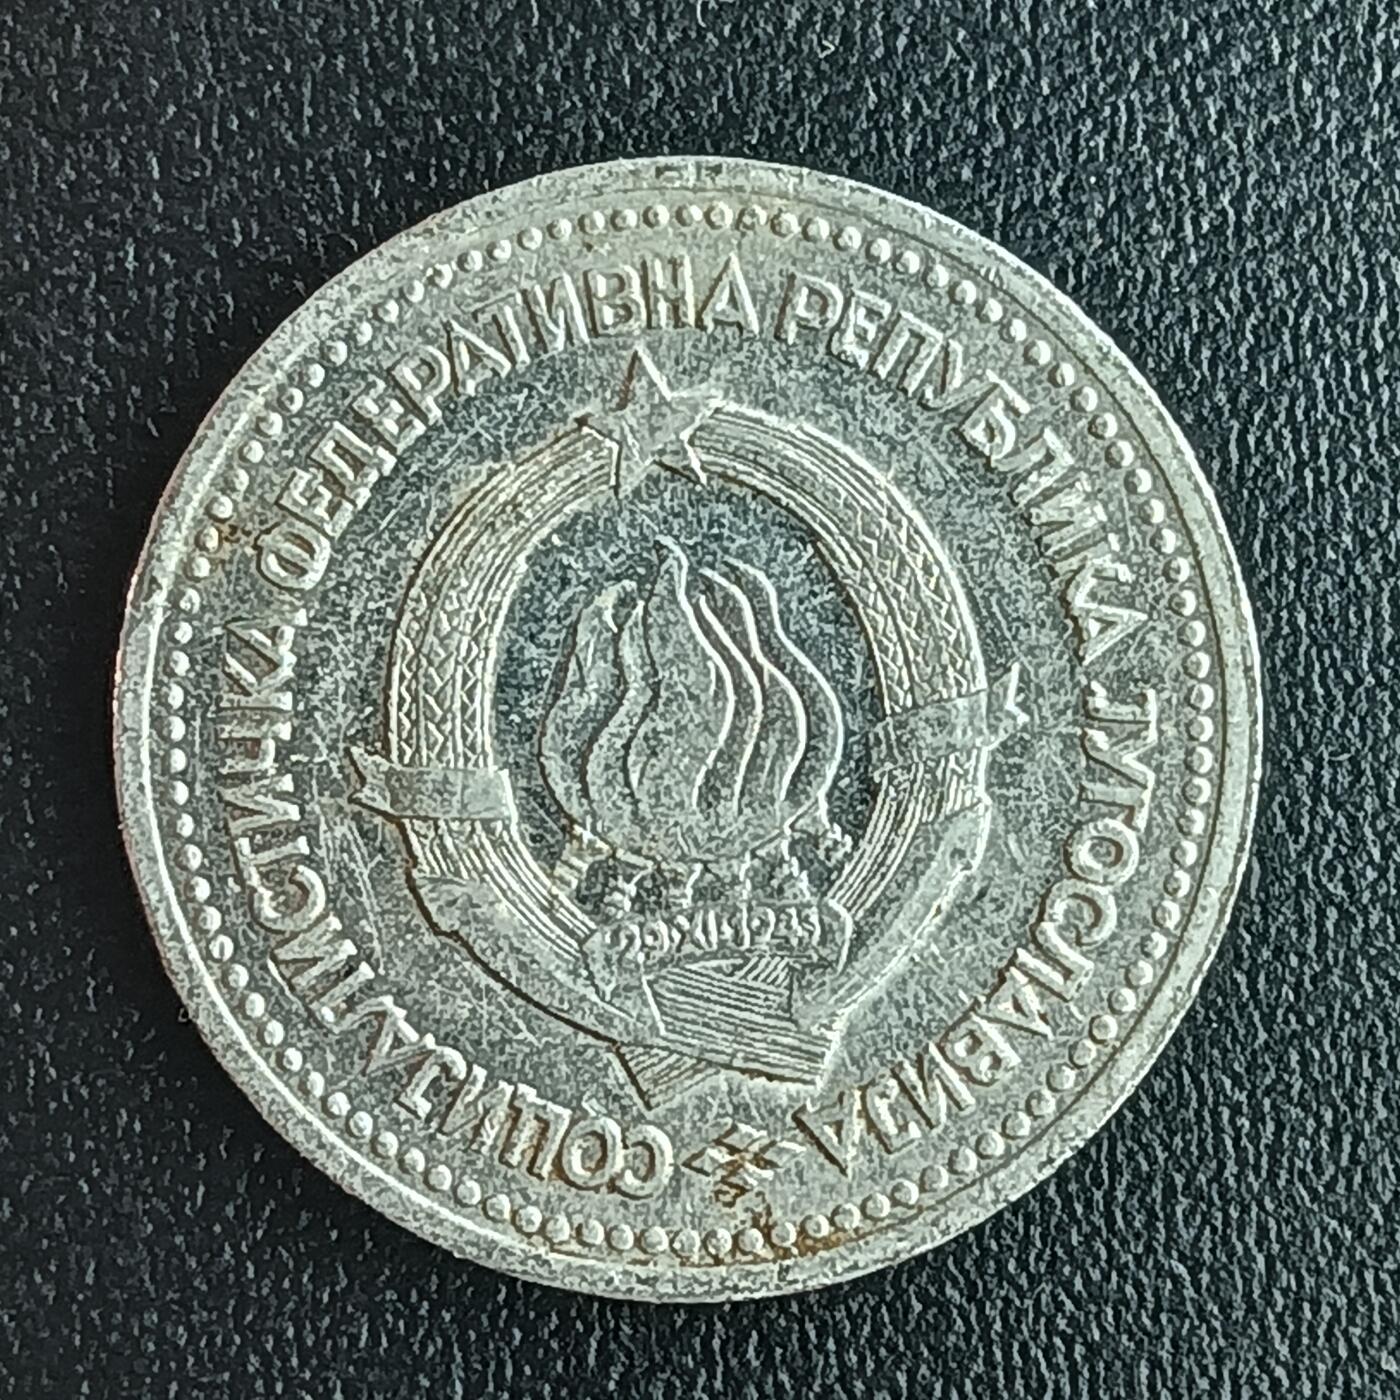 СОЦИЈАЛИСТИЧКА ФЕДЕРАТИВНА РЕПУБЛИКА ЈУГОСЛАВИЈА
29·XI·1943